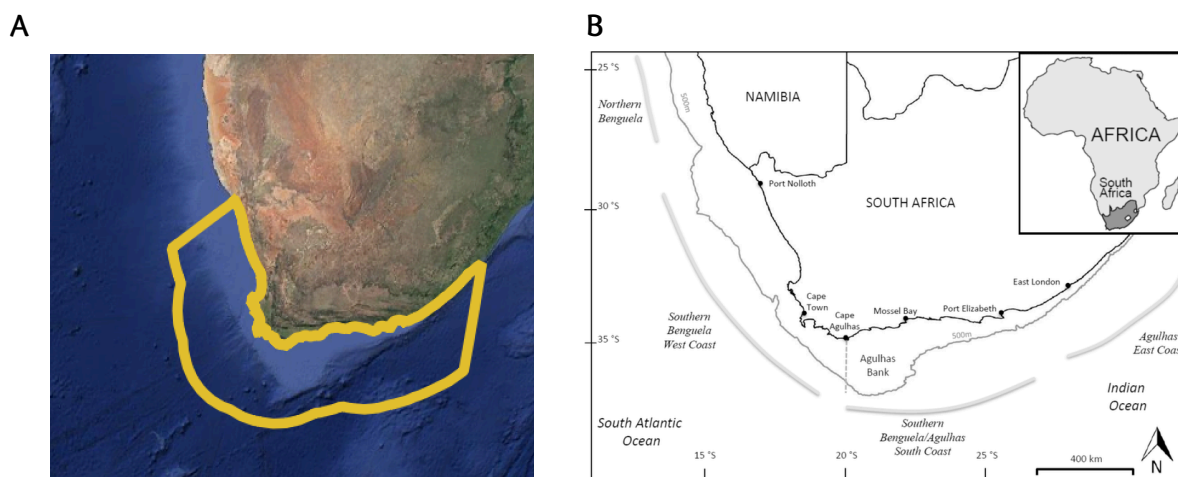 A
B
25 °S
30 °S
35 °S
Northern
Benguela
500m
NAMIBIA
AFRICA
South
Africa
Port Nolloth
SOUTH AFRICA
East London
Cape
Town
Cape
Agulhas
Mossel Bay
Port Elizabeth
500m
Southern
Benguela
West Coast
Agulhas
Bank
Agulhas
East Coast
Indian
Ocean
South Atlantic
Ocean
Southern
Benguela/Agulhas
South Coast
15 °S
20 °S
25 °S
400 km
N